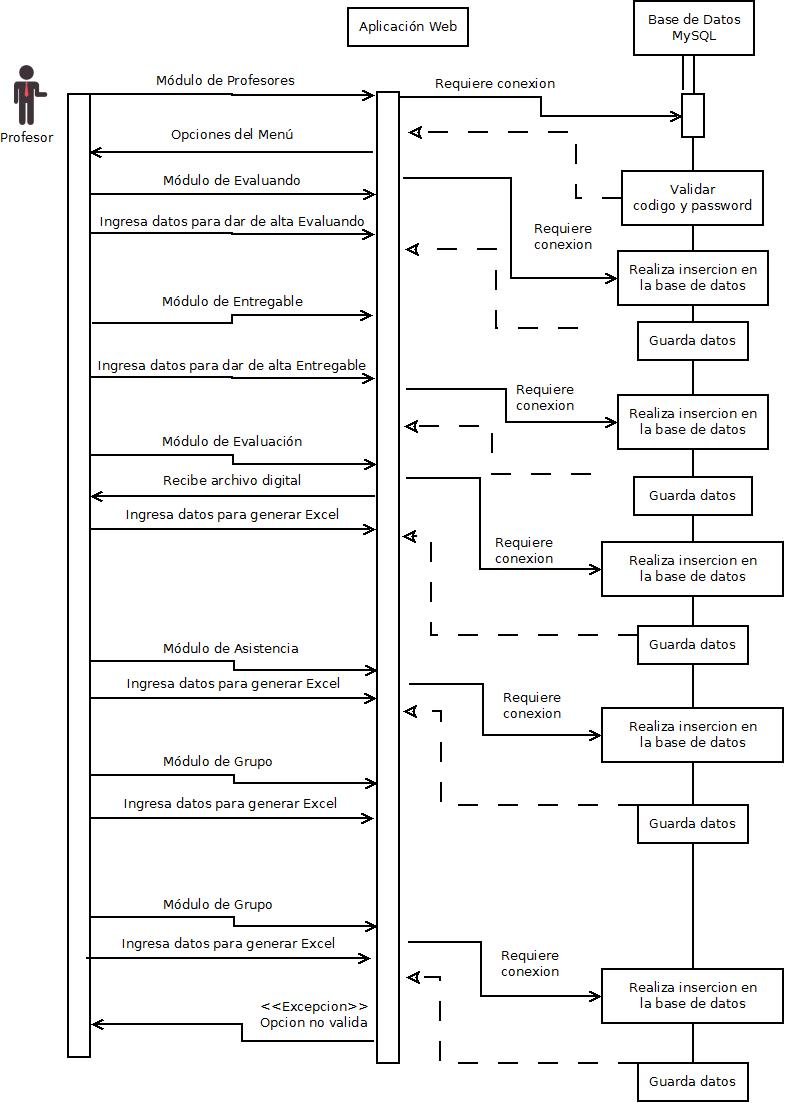 Aplicación Web
Base de Datos
MySQL
Profesor
Módulo de Profesores
Requiere conexion
Opciones del Menú
Módulo de Evaluando
Validar
codigo y password
Ingresa datos para dar de alta Evaluando
Requiere
conexion
Realiza insercion en
la base de datos
Módulo de Entregable
Guarda datos
Ingresa datos para dar de alta Entregable
Requiere
conexion
Realiza insercion en
la base de datos
Módulo de Evaluación
Recibe archivo digital
Guarda datos
Ingresa datos para generar Excel
Requiere
conexion
Realiza insercion en
la base de datos
Módulo de Asistencia
Guarda datos
Ingresa datos para generar Excel
Requiere
conexion
Realiza insercion en
la base de datos
Módulo de Grupo
Ingresa datos para generar Excel
Guarda datos
Módulo de Grupo
Ingresa datos para generar Excel
Requiere
conexion
Realiza insercion en
la base de datos
<<Excepcion>>
Opcion no valida
Guarda datos